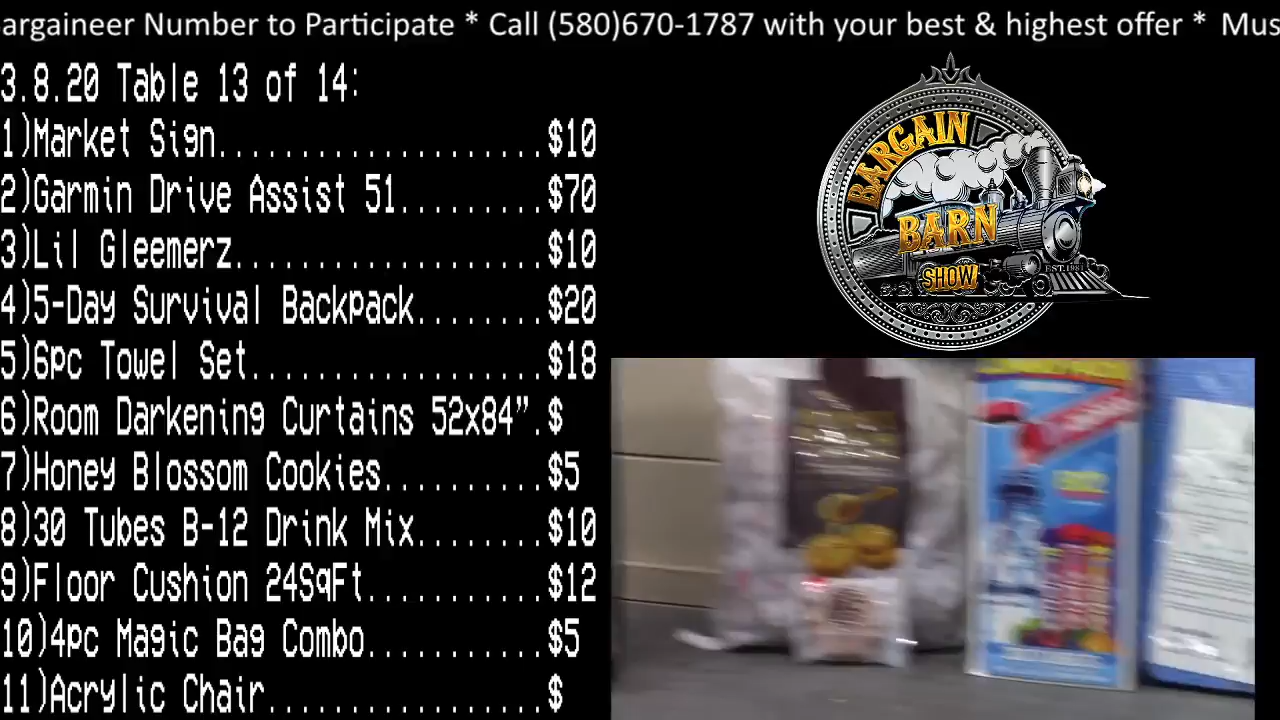 argaineer Number to Participate * Call (580)670-1787 with your best & highest offer * Mus
3.8.20 Table 13 of 14:
1)Market Sign....................$10
2)Garmin Drive Assist 51.........$70
3)Lil Gleemerz...................$10
4)5-Day Survival Backpack........$20
5)6pc Towel Set..................$18
6)Room Darkening Curtains 52x84”.$
7)Honey Blossom Cookies..........$5
8)30 Tubes B-12 Drink Mix........$10
9)Floor Cushion 24SqFt...........$12
10)4pc Magic Bag Combo...........$5
11)Acrylic Chair.................$
BARGAIN
BARN
SHOW